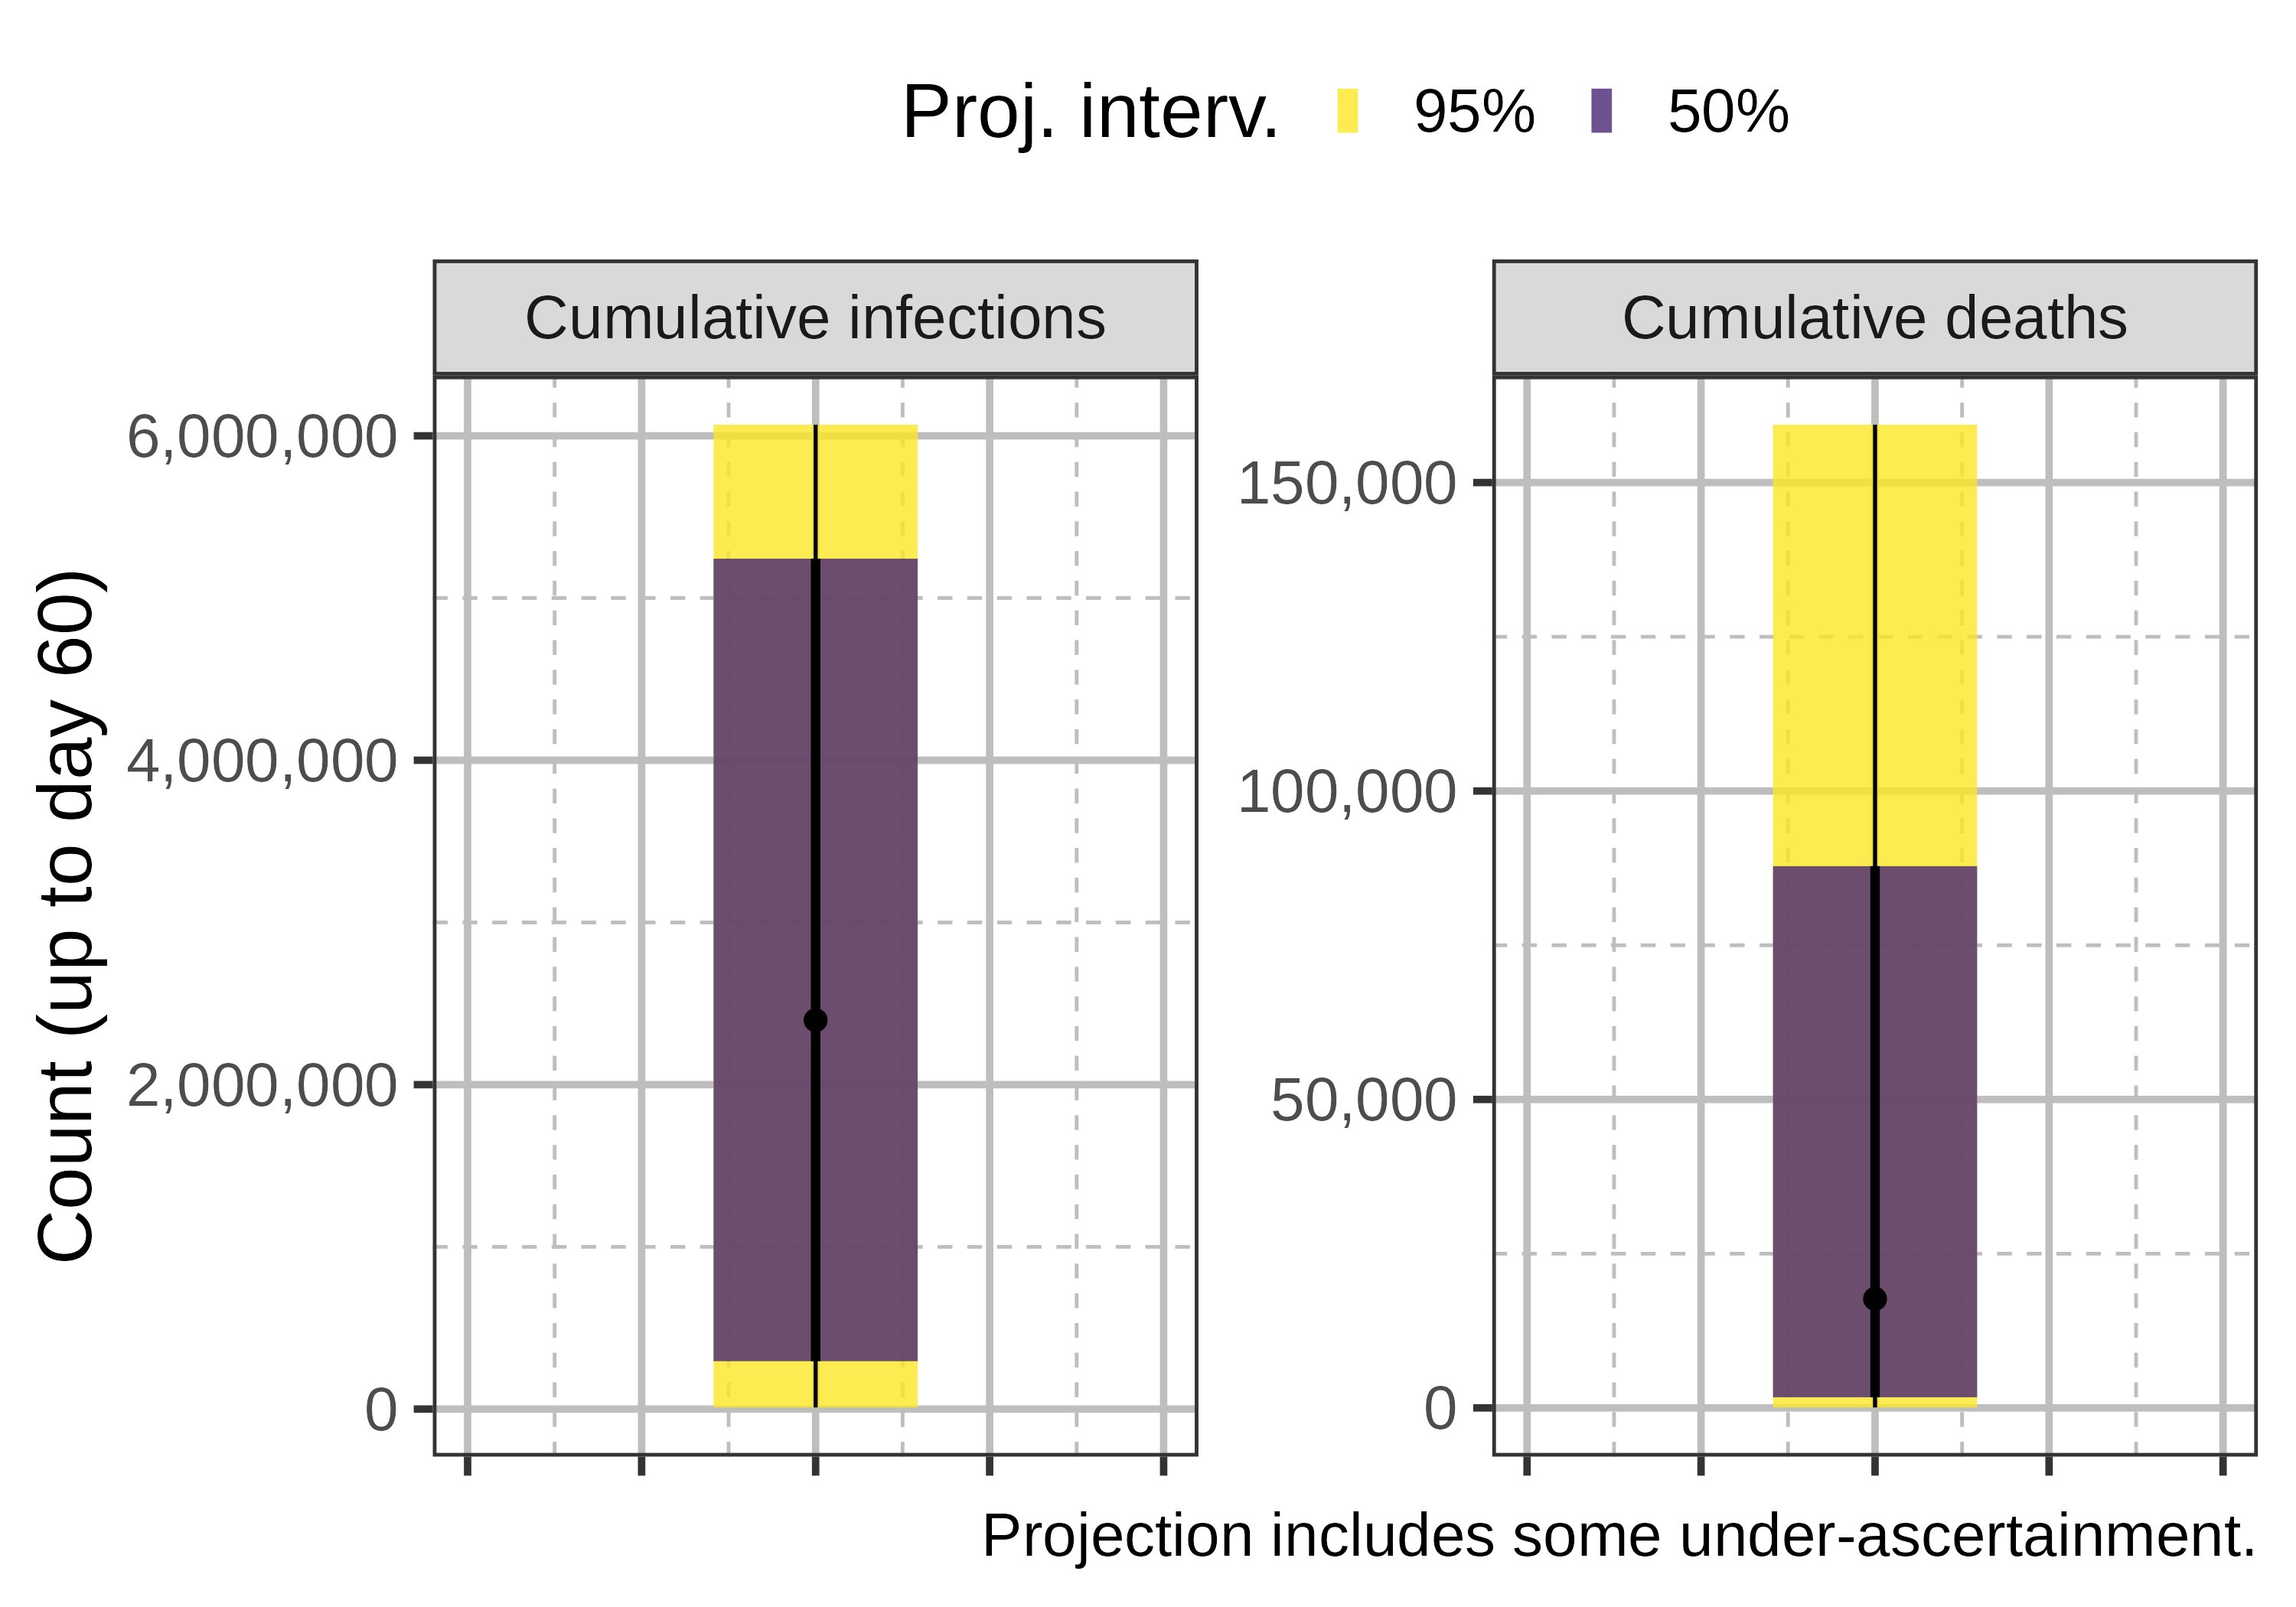 Proj. interv. 95% 50%
Cumulative infections
Cumulative deaths
Count (up to day 60)
6,000,000
4,000,000
2,000,000
0
150,000
100,000
50,000
0
Projection includes some under-ascertainment.